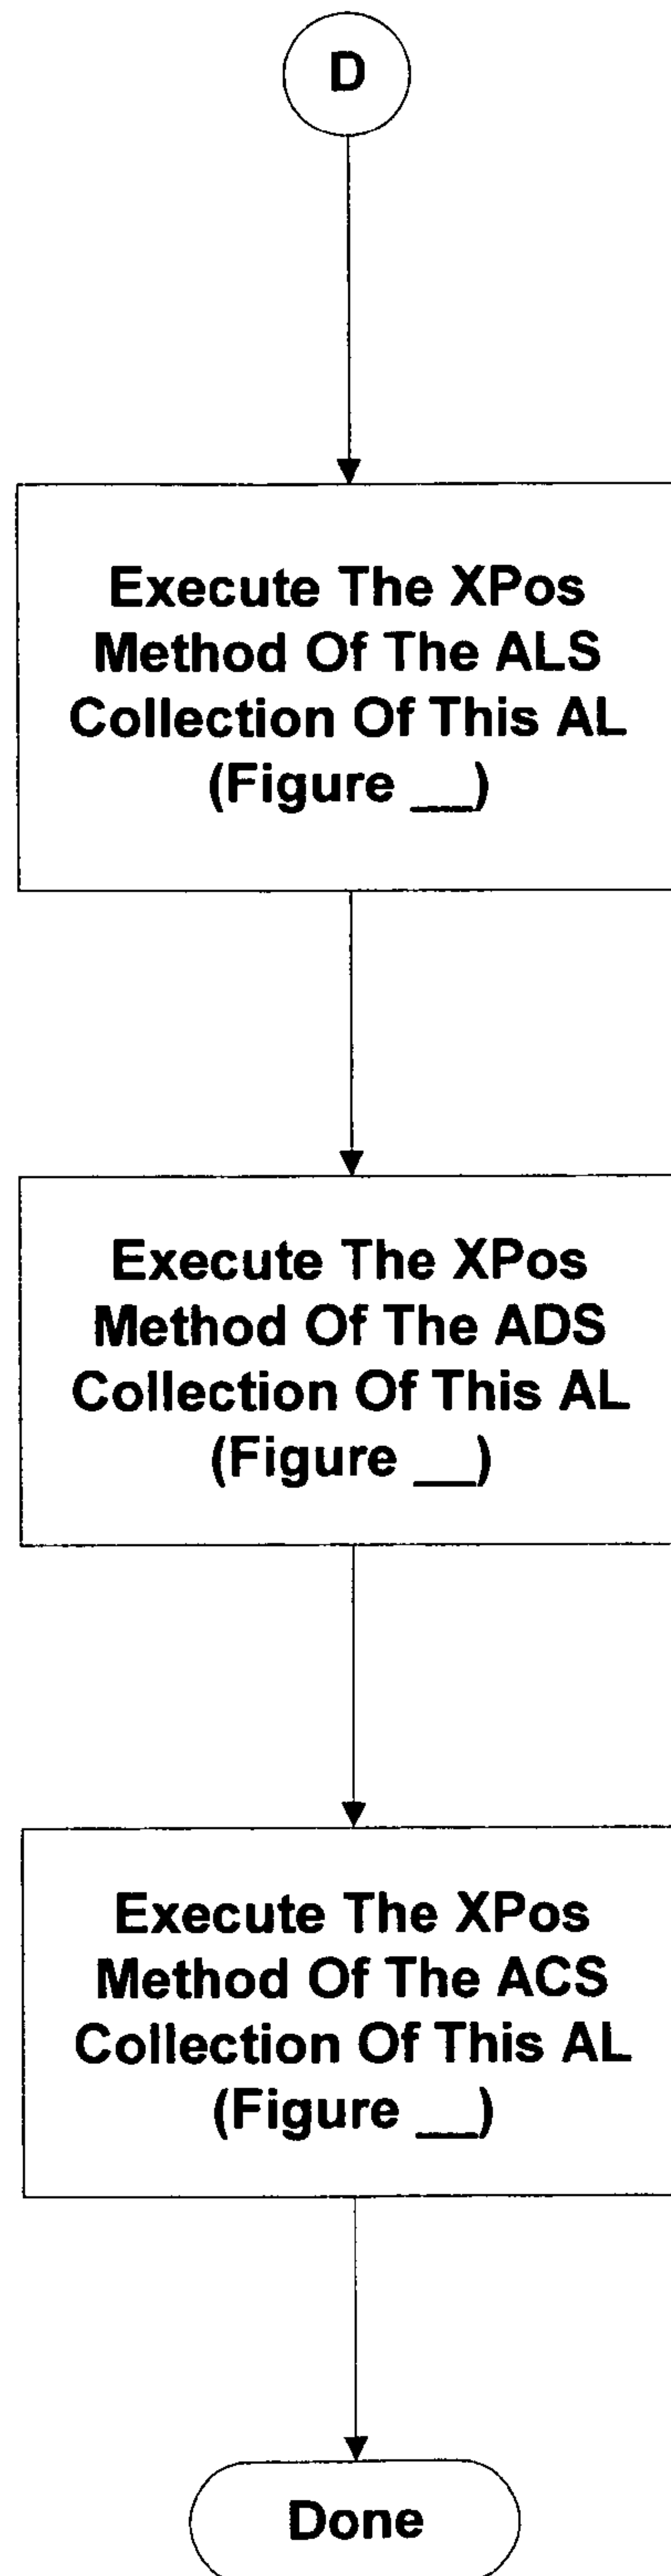 D
Execute The XPos
Method Of The ALS
Collection Of This AL
(Figure __)
Execute The XPos
Method Of The ADS
Collection Of This AL
(Figure __)
Execute The XPos
Method Of The ACS
Collection Of This AL
(Figure __)
Done